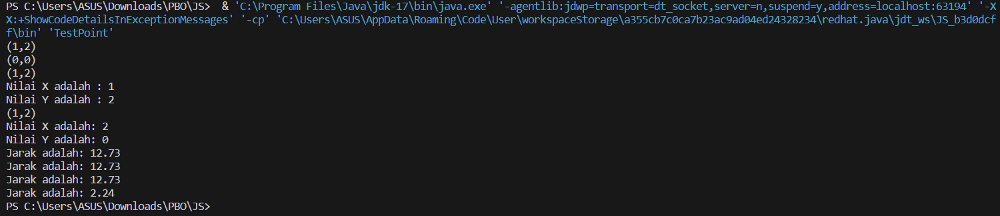 PS C:\Users\ASUS\Downloads\PBO\JS>  & 'C:\Program Files\Java\jdk-17\bin\java.exe' '-agentlib:jdwp=transport=dt_socket,server=n,suspend=y,address=localhost:63194' '-X
X:+ShowCodeDetailsInExceptionMessages' '-cp' 'C:\Users\ASUS\AppData\Roaming\Code\User\workspaceStorage\a355cb7c0ca7b23ac9ad04ed24328234\redhat.java\jdt_ws\JS_b3d0dcf
f\bin' 'TestPoint'
(1,2)
(0,0)
(1,2)
Nilai X adalah : 1
Nilai Y adalah : 2
(1,2)
Nilai X adalah: 2
Nilai Y adalah: 0
Jarak adalah: 12.73
Jarak adalah: 12.73
Jarak adalah: 12.73
Jarak adalah: 2.24
PS C:\Users\ASUS\Downloads\PBO\JS>